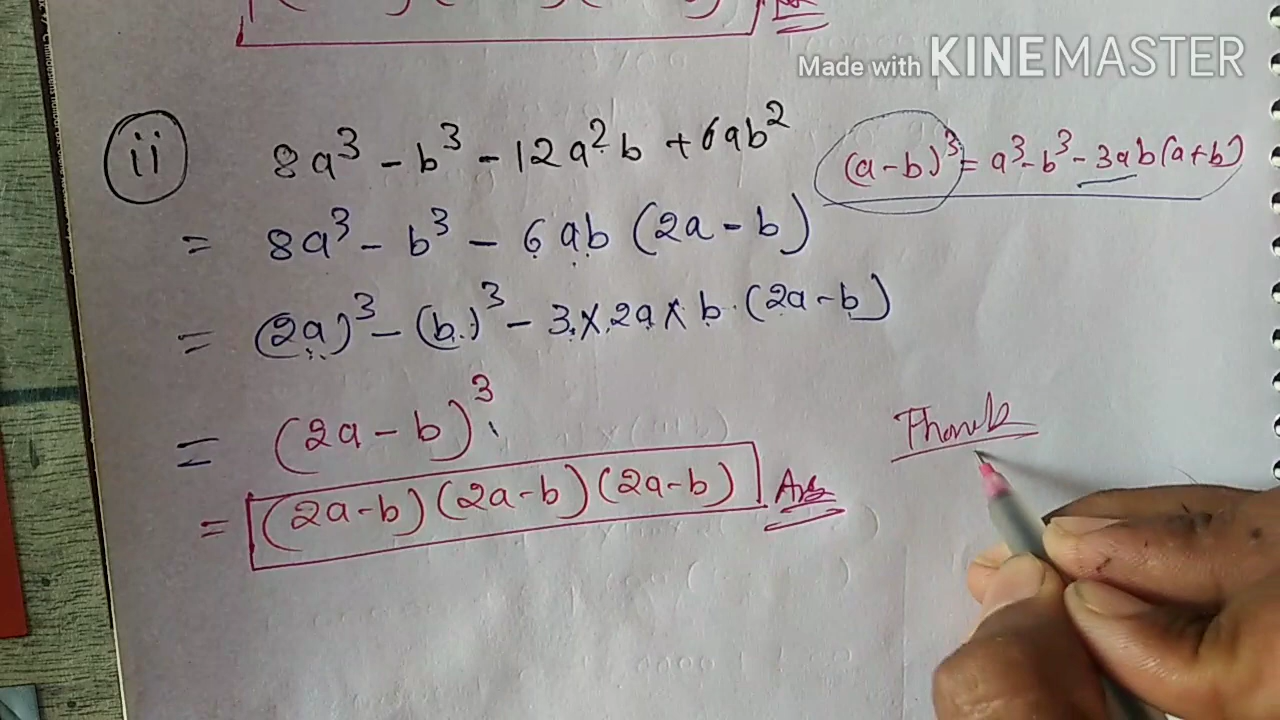 Made with KINEMASTER
ii 8a³ - b³ - 12a²b + 6ab²
(a-b)³ = a³ - b³ - 3ab(a+b)
= 8a³ - b³ - 6ab (2a - b)
= (2a)³ - (b.)³ - 3 × 2a × b. (2a - b)
= (2a - b)³
= (2a-b) (2a-b) (2a-b) Ans
Thank